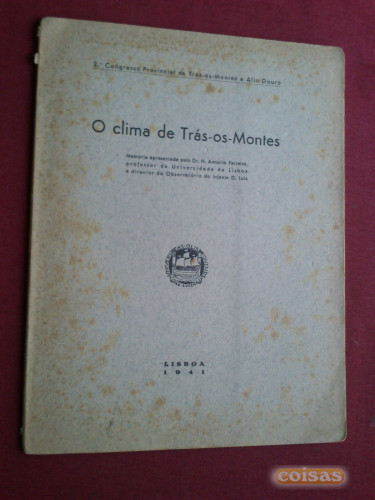 2.º Congresso Provincial de Trás-os-Montes e Alto-Douro
O clima de Trás-os-Montes
Memória apresentada pelo Dr. H. Amorim Ferreira,
professor da Universidade de Lisboa
e director do Observatório do Infante D. Luiz
LISBOA
1941
coisas